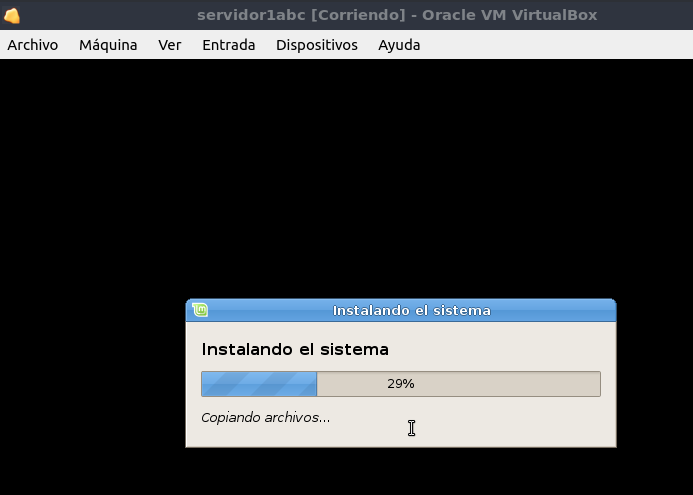 servidor1abc [Corriendo] - Oracle VM VirtualBox
Archivo Máquina Ver Entrada Dispositivos Ayuda
Instalando el sistema
Instalando el sistema
29%
Copiando archivos...